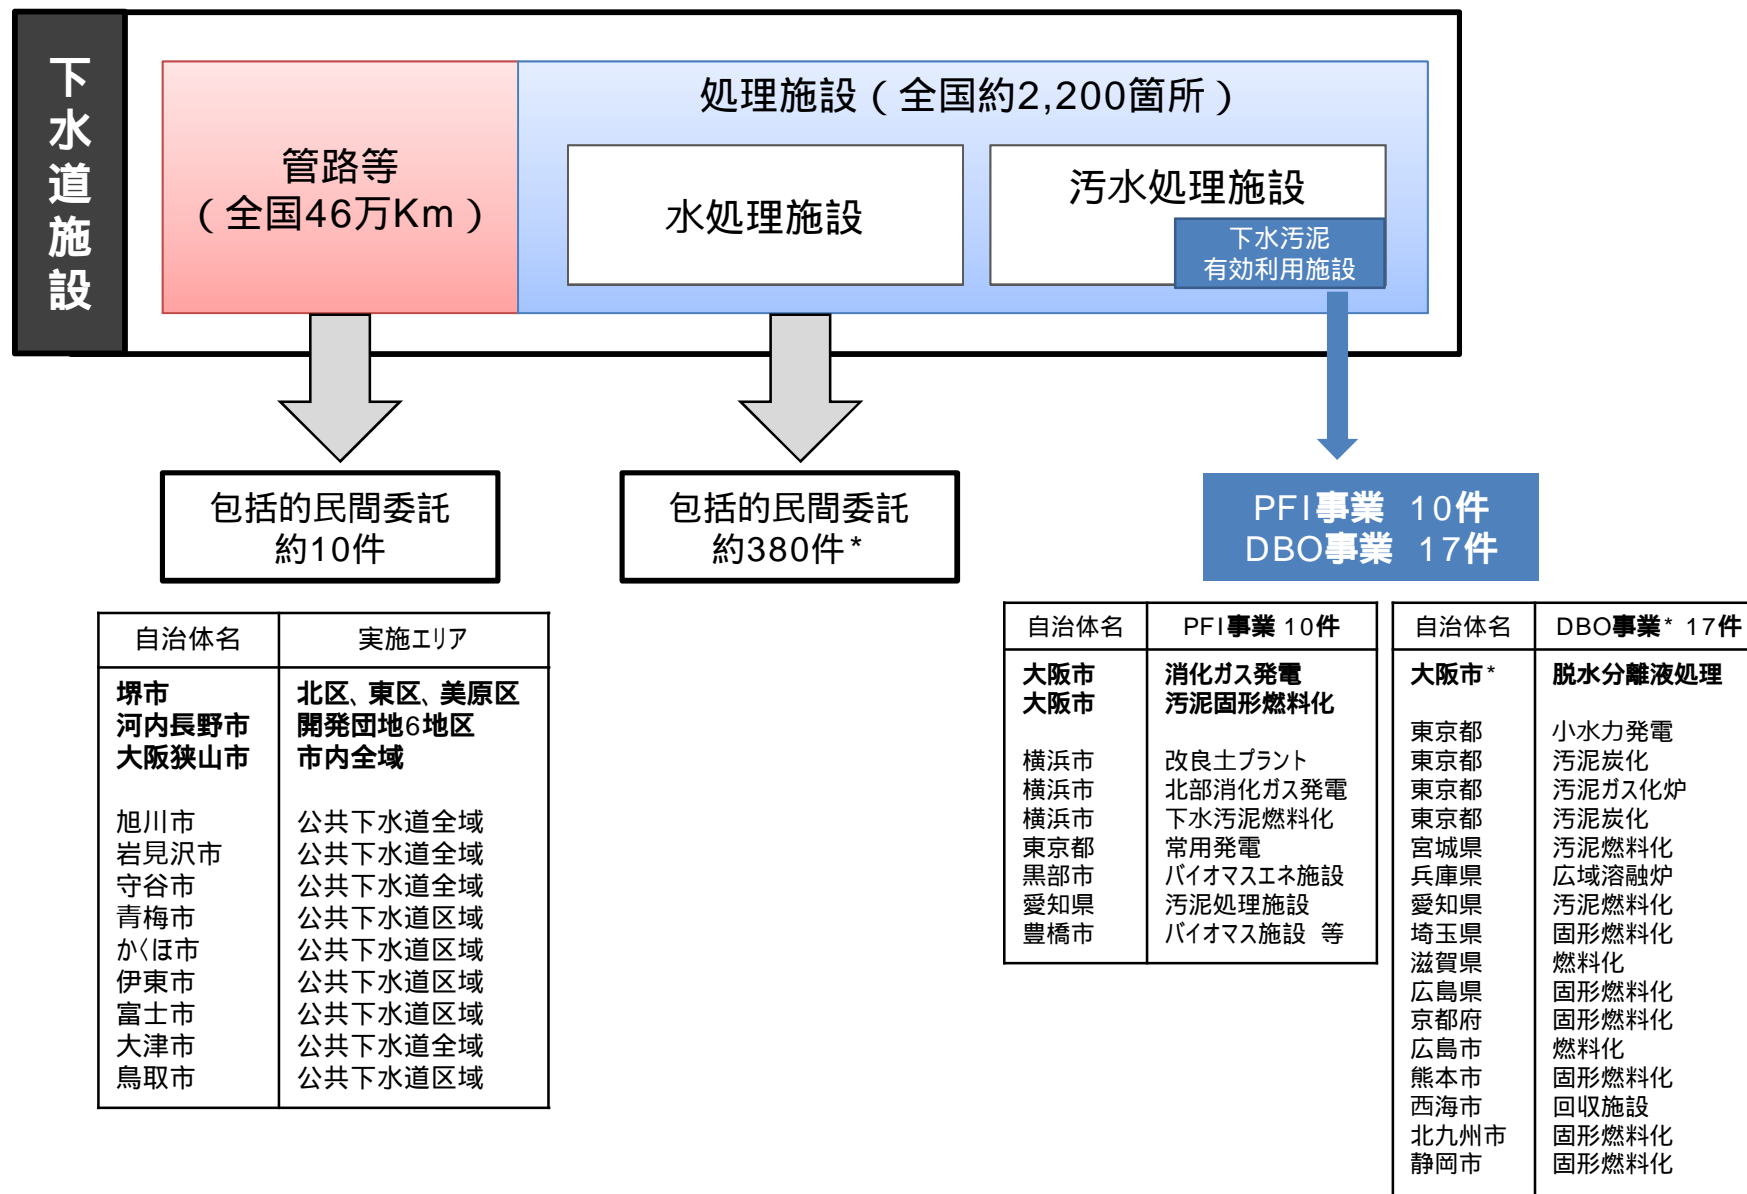 下水道施設
処理施設（全国約2,200箇所）
管路等
（全国46万Km）
水処理施設
汚水処理施設
下水汚泥
有効利用施設
包括的民間委託
約10件
包括的民間委託
約380件*
PFI事業 10件
DBO事業 17件
自治体名 実施エリア
堺市 北区、東区、美原区
河内長野市 開発団地6地区
大阪狭山市 市内全域
旭川市 公共下水道全域
岩見沢市 公共下水道全域
守谷市 公共下水道全域
青梅市 公共下水道区域
かくほ市 公共下水道区域
伊東市 公共下水道区域
富士市 公共下水道区域
大津市 公共下水道全域
鳥取市 公共下水道区域
自治体名 PFI事業 10件
大阪市 消化ガス発電
大阪市 汚泥固形燃料化
横浜市 改良土プラント
横浜市 北部消化ガス発電
横浜市 下水汚泥燃料化
東京都 常用発電
黒部市 バイオマスエネ施設
愛知県 汚泥処理施設
豊橋市 バイオマス施設 等
自治体名 DBO事業* 17件
大阪市* 脱水分離液処理
東京都 小水力発電
東京都 汚泥炭化
東京都 汚泥ガス化炉
東京都 汚泥炭化
宮城県 汚泥燃料化
兵庫県 広域溶融炉
愛知県 汚泥燃料化
埼玉県 固形燃料化
滋賀県 燃料化
広島県 固形燃料化
京都府 固形燃料化
広島市 燃料化
熊本市 固形燃料化
西海市 回収施設
北九州市 固形燃料化
静岡市 固形燃料化